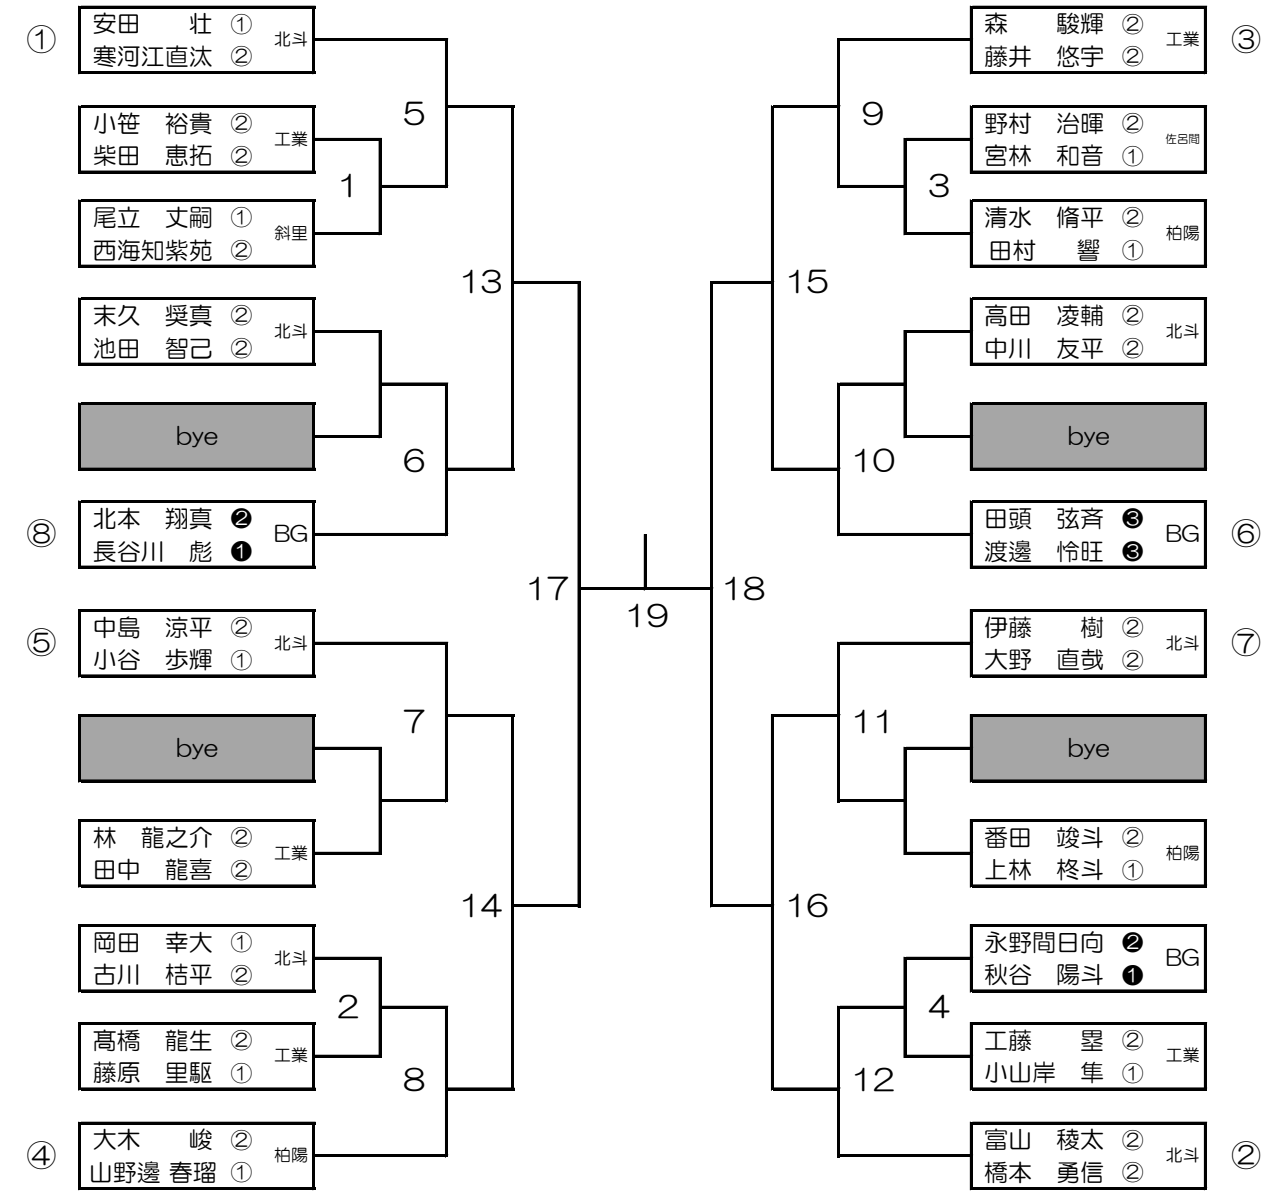 ①
安田 壮 ①
寒河江直汰 ②
北斗
小笹 裕貴 ②
柴田 恵拓 ②
工業
尾立 丈嗣 ①
西海知紫苑 ②
斜里
末久 奨真 ②
池田 智己 ②
北斗
bye
⑧
北本 翔真 ❷
長谷川 彪 ❶
BG
⑤
中島 涼平 ②
小谷 歩輝 ①
北斗
bye
林 龍之介 ②
田中 龍喜 ②
工業
岡田 幸大 ①
古川 桔平 ②
北斗
髙橋 龍生 ②
藤原 里駆 ①
工業
④
大木 峻 ②
山野邊 春瑠 ①
柏陽
1
2
5
6
7
8
13
14
17
19
18
15
16
9
10
11
12
3
4
森 駿輝 ②
藤井 悠宇 ②
工業
③
野村 治暉 ②
宮林 和音 ①
佐呂間
清水 脩平 ②
田村 響 ①
柏陽
高田 凌輔 ②
中川 友平 ②
北斗
bye
田頭 弦斉 ❸
渡邊 怜旺 ❸
BG
⑥
伊藤 樹 ②
大野 直哉 ②
北斗
⑦
bye
番田 竣斗 ②
上林 柊斗 ①
柏陽
永野間日向 ❷
秋谷 陽斗 ❶
BG
工藤 塁 ②
小山岸 隼 ①
工業
富山 稜太 ②
橋本 勇信 ②
北斗
②